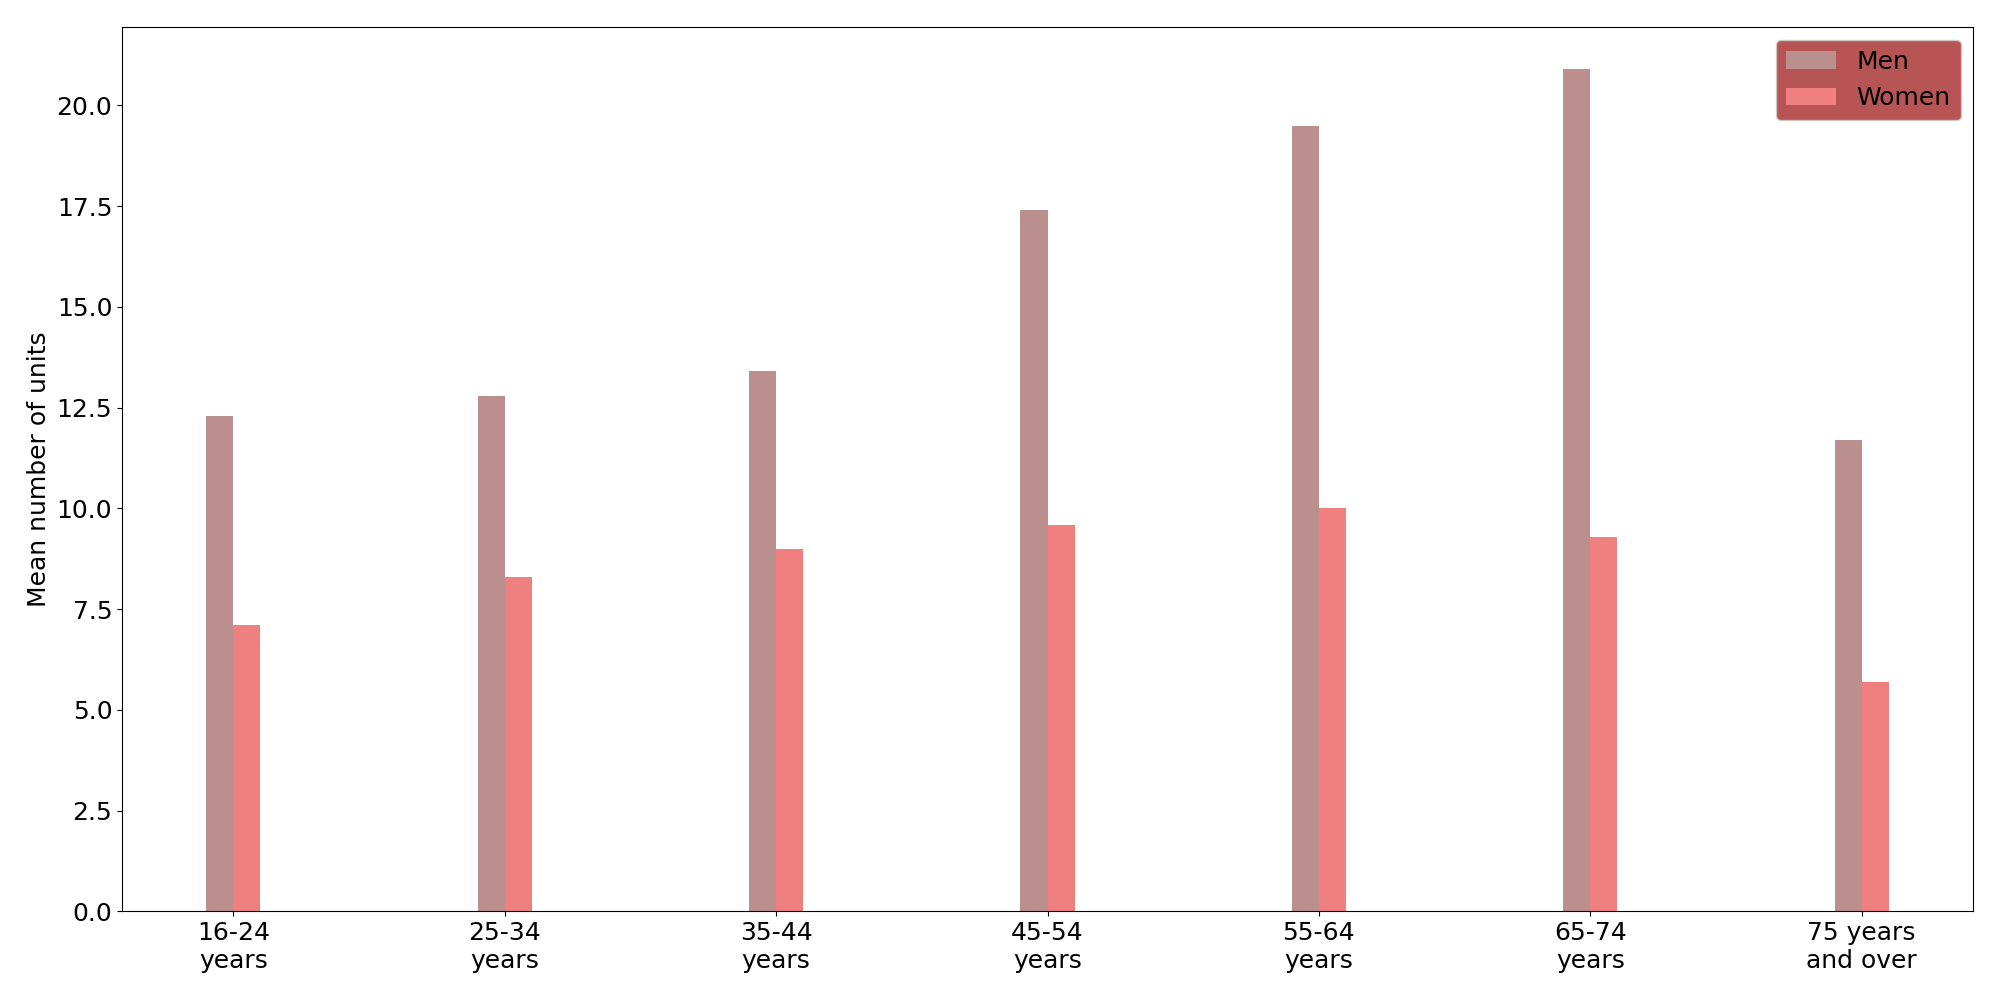 Men
Women
Mean number of units
20.0
17.5
15.0
12.5
10.0
7.5
5.0
2.5
0.0
16-24
years
25-34
years
35-44
years
45-54
years
55-64
years
65-74
years
75 years
and over